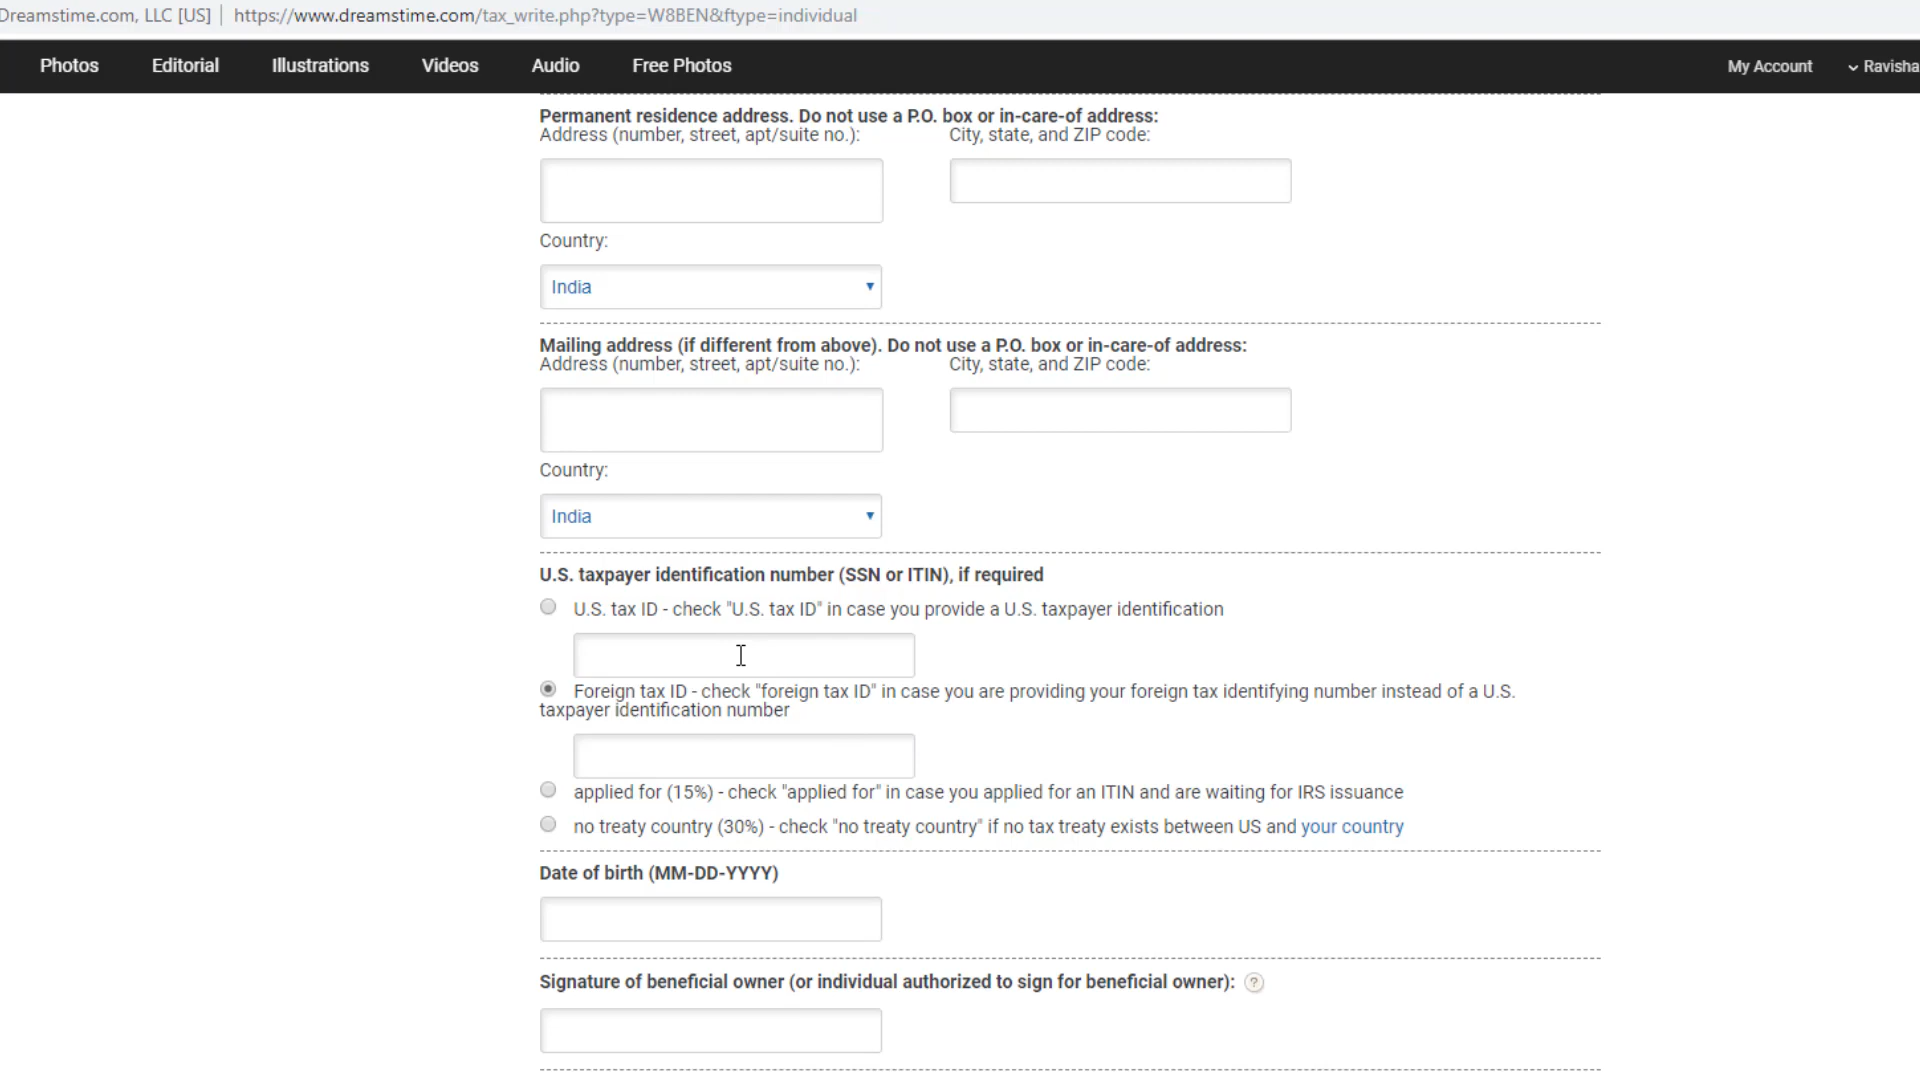 Dreamstime.com, LLC [US] | https://www.dreamstime.com/tax_write.php?type=W8BEN&ftype=individual
Photos Editorial Illustrations Videos Audio Free Photos My Account Ravisha
Permanent residence address. Do not use a P.O. box or in-care-of address:
Address (number, street, apt/suite no.): City, state, and ZIP code:
Country:
India
Mailing address (if different from above). Do not use a P.O. box or in-care-of address:
Address (number, street, apt/suite no.): City, state, and ZIP code:
Country:
India
U.S. taxpayer identification number (SSN or ITIN), if required
U.S. tax ID - check "U.S. tax ID" in case you provide a U.S. taxpayer identification
Foreign tax ID - check "foreign tax ID" in case you are providing your foreign tax identifying number instead of a U.S.
taxpayer identification number
applied for (15%) - check "applied for" in case you applied for an ITIN and are waiting for IRS issuance
no treaty country (30%) - check "no treaty country" if no tax treaty exists between US and your country
Date of birth (MM-DD-YYYY)
Signature of beneficial owner (or individual authorized to sign for beneficial owner): ?